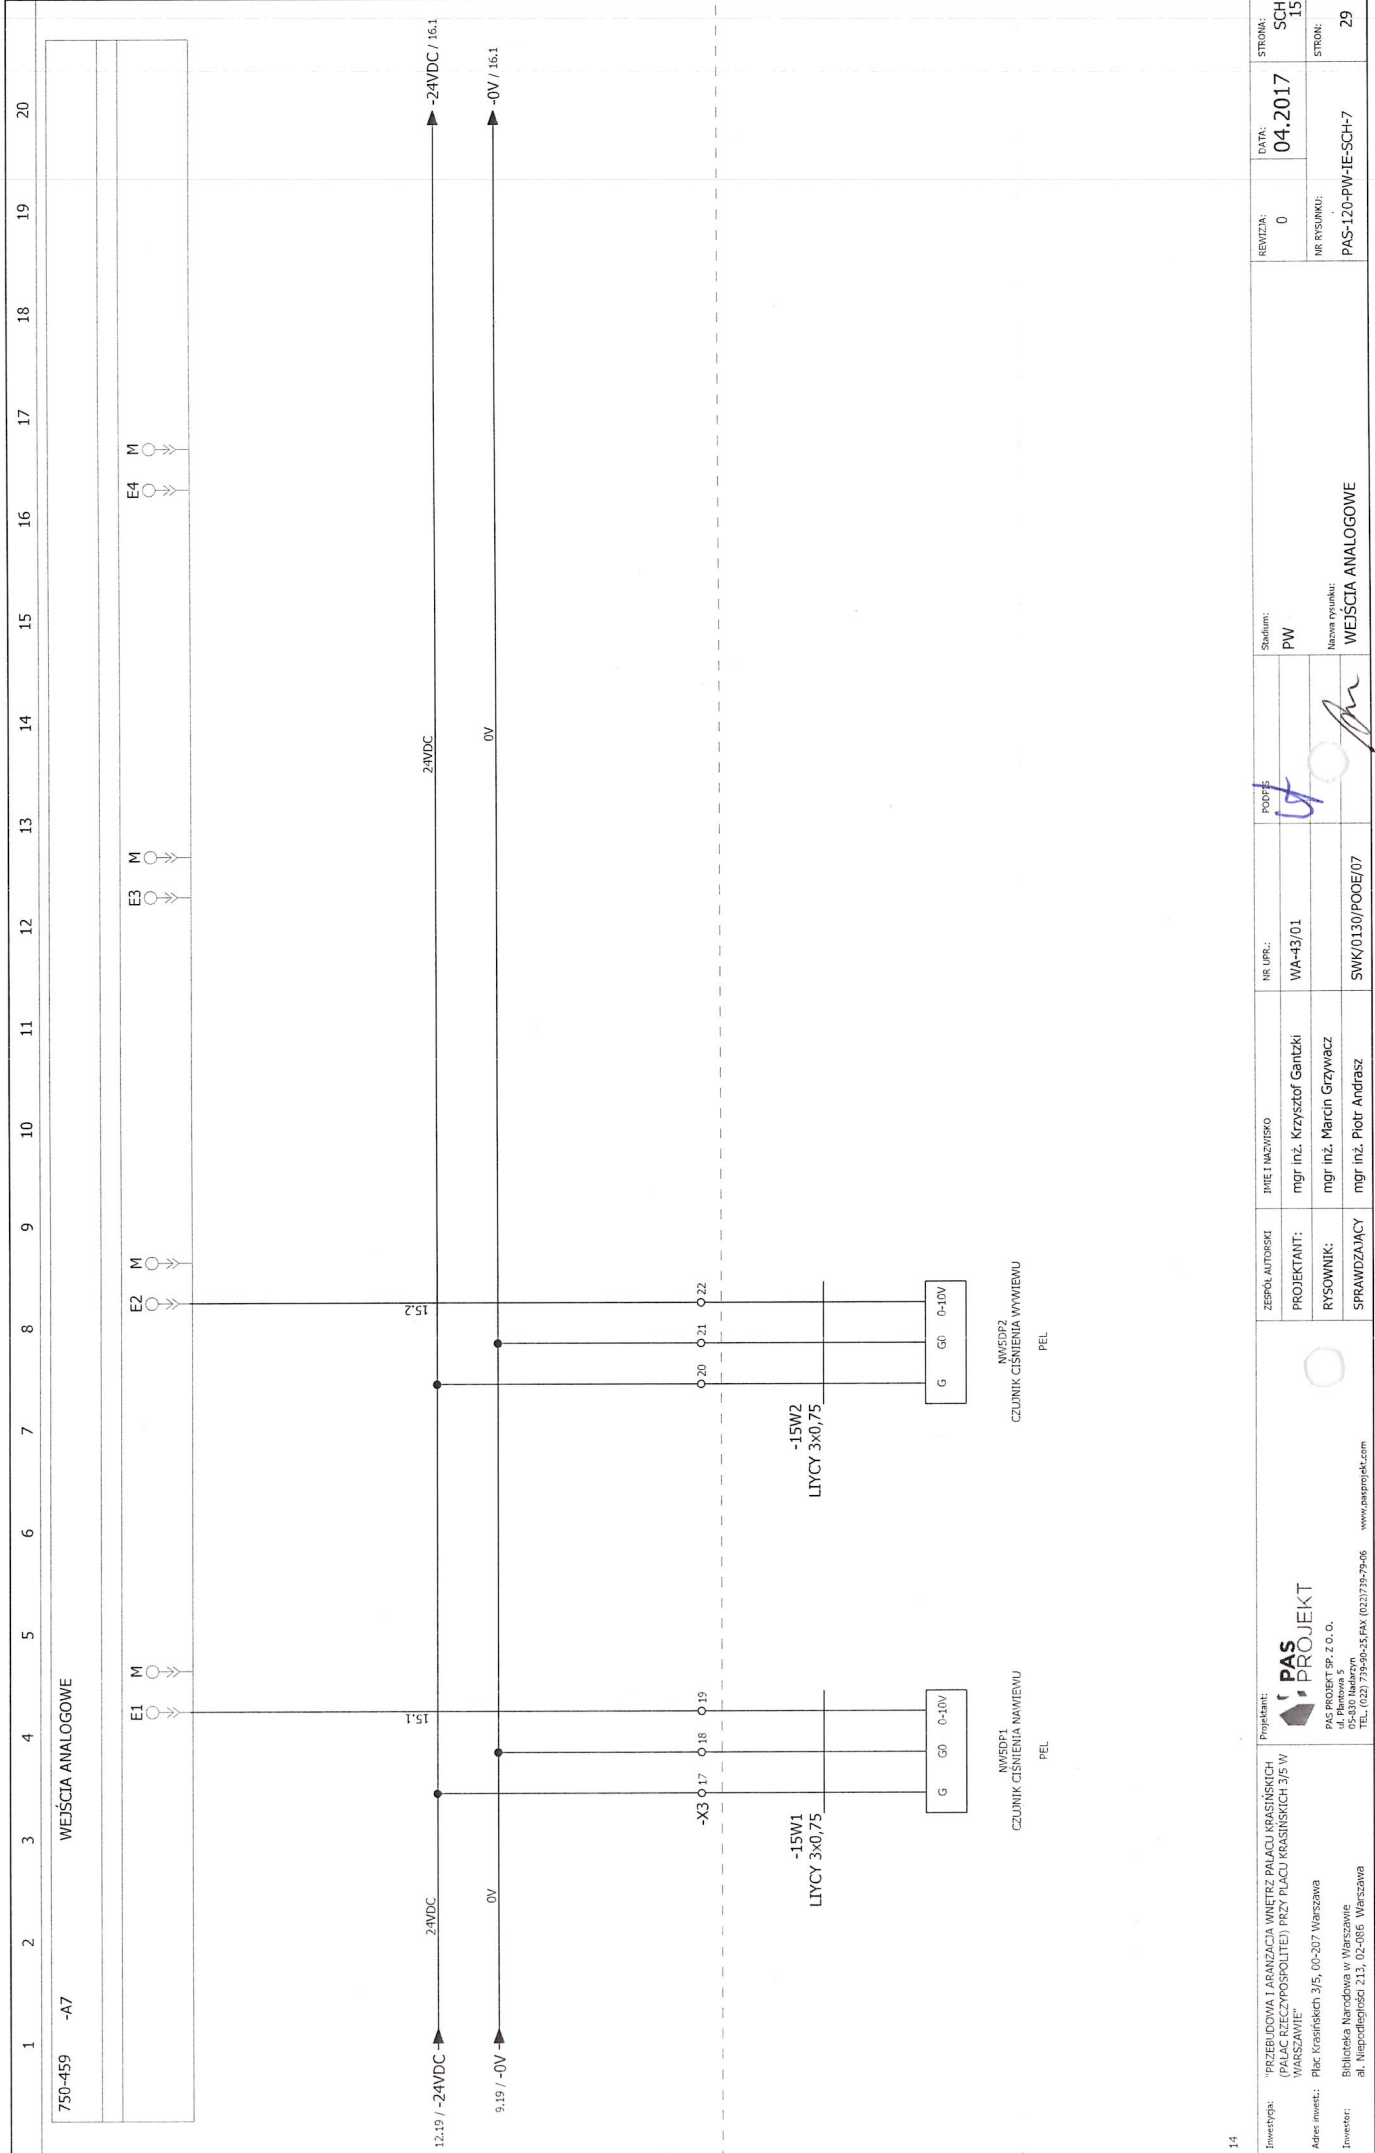 1 2 3 4 5 6 7 8 9 10 11 12 13 14 15 16 17 18 19 20
750-459 -A7 WEJŚCIA ANALOGOWE
E1 M E2 M E3 M E4 M
12.19 / -24VDC
24VDC
24VDC
-24VDC / 16.1
9.19 / -0V
0V
0V
-0V / 16.1
15.1
15.2
-X3 17 18 19
20 21 22
-15W1
LIYCY 3x0,75
-15W2
LIYCY 3x0,75
G G0 0-10V
G G0 0-10V
NW5DP1
CZUJNIK CIŚNIENIA NAWIEWU
PEL
NW5DP2
CZUJNIK CIŚNIENIA WYWIEWU
PEL
14
Inwestycja: "PRZEBUDOWA I ARANŻACJA WNĘTRZ PAŁACU KRASIŃSKICH
(PAŁAC RZECZYPOSPOLITEJ) PRZY PLACU KRASIŃSKICH 3/5 W
WARSZAWIE"
Adres inwest.: Plac Krasińskich 3/5, 00-207 Warszawa
Inwestor: Biblioteka Narodowa w Warszawie
al. Niepodległości 213, 02-086 Warszawa
Projektant:
PAS
PROJEKT
PAS PROJEKT SP. Z O. O.
ul. Plantowa 5
05-830 Nadarzyn
TEL. (022) 739-90-25,FAX (022)739-79-06 www.pasprojekt.com
ZESPÓŁ AUTORSKI IMIĘ I NAZWISKO NR UPR.: PODPIS
PROJEKTANT: mgr inż. Krzysztof Gantzki WA-43/01
RYSOWNIK: mgr inż. Marcin Grzywacz
SPRAWDZAJĄCY mgr inż. Piotr Andrasz SWK/0130/POOE/07
Stadium:
PW
Nazwa rysunku:
WEJŚCIA ANALOGOWE
REWIZJA:
0
DATA:
04.2017
STRONA:
SCH
15
NR RYSUNKU:
PAS-120-PW-IE-SCH-7
STRON:
29